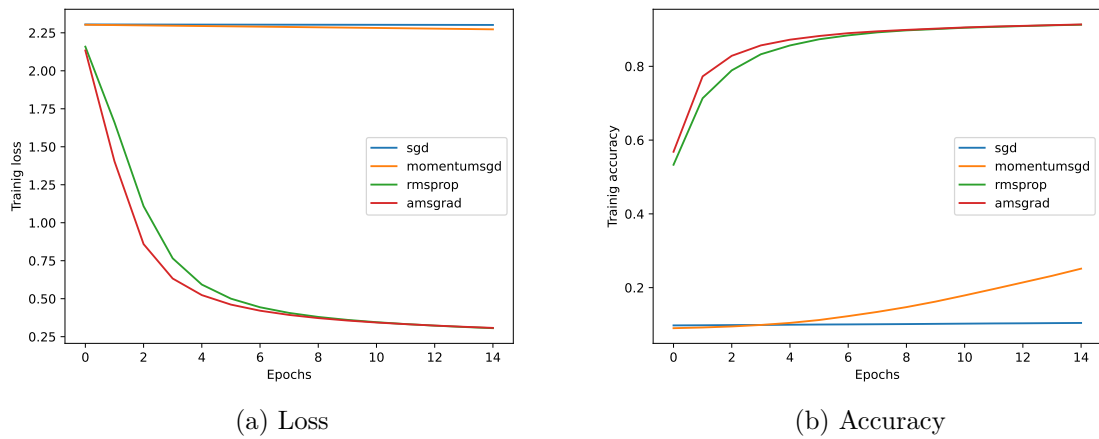 2.25
2.00
1.75
1.50
1.25
1.00
0.75
0.50
0.25
Trainig loss
sgd
momentumsgd
rmsprop
amsgrad
0 2 4 6 8 10 12 14
Epochs
(a) Loss
0.8
0.6
0.4
0.2
Trainig accuracy
sgd
momentumsgd
rmsprop
amsgrad
0 2 4 6 8 10 12 14
Epochs
(b) Accuracy